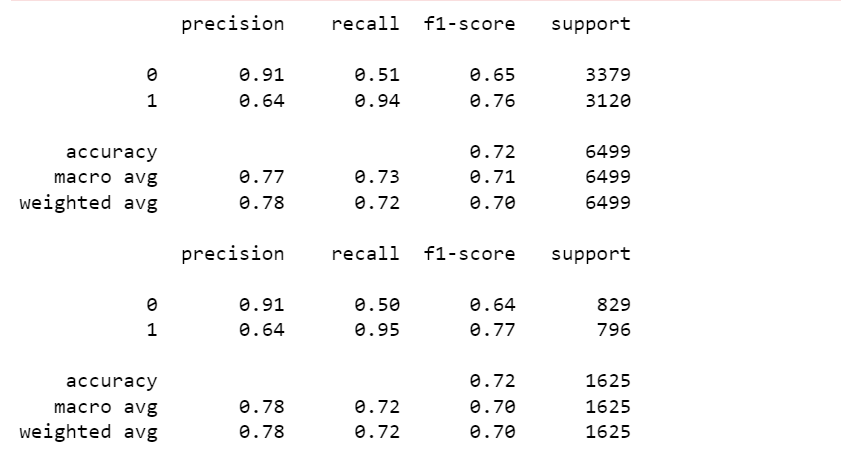 precision recall f1-score support
0 0.91 0.51 0.65 3379
1 0.64 0.94 0.76 3120
accuracy 0.72 6499
macro avg 0.77 0.73 0.71 6499
weighted avg 0.78 0.72 0.70 6499
precision recall f1-score support
0 0.91 0.50 0.64 829
1 0.64 0.95 0.77 796
accuracy 0.72 1625
macro avg 0.78 0.72 0.70 1625
weighted avg 0.78 0.72 0.70 1625